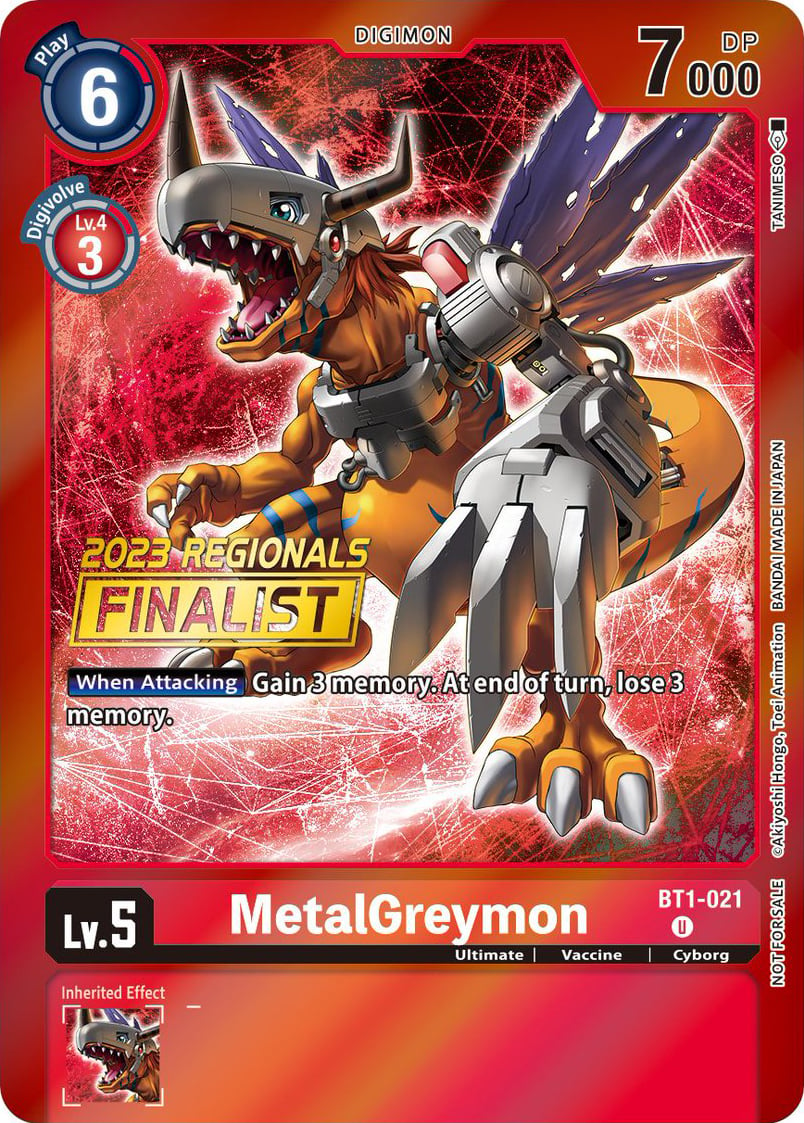 DIGIMON
Play
6
DP
7000
Digivolve
Lv.4
3
TANIMESO
2023 REGIONALS
FINALIST
When Attacking Gain 3 memory. At end of turn, lose 3
memory.
©Akiyoshi Hongo, Toei Animation BANDAI MADE IN JAPAN
NOT FOR SALE
Lv.5
MetalGreymon
BT1-021
U
Ultimate | Vaccine | Cyborg
Inherited Effect
–